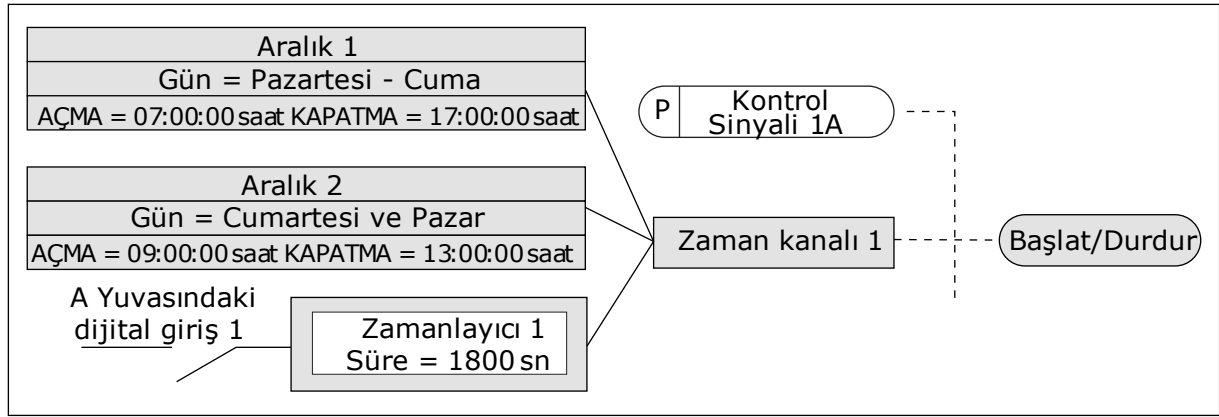 Aralık 1
Gün = Pazartesi - Cuma
AÇMA = 07:00:00 saat KAPATMA = 17:00:00 saat
P
Kontrol
Sinyali 1A
Aralık 2
Gün = Cumartesi ve Pazar
AÇMA = 09:00:00 saat KAPATMA = 13:00:00 saat
Zaman kanalı 1
Başlat/Durdur
A Yuvasındaki
dijital giriş 1
Zamanlayıcı 1
Süre = 1800 sn